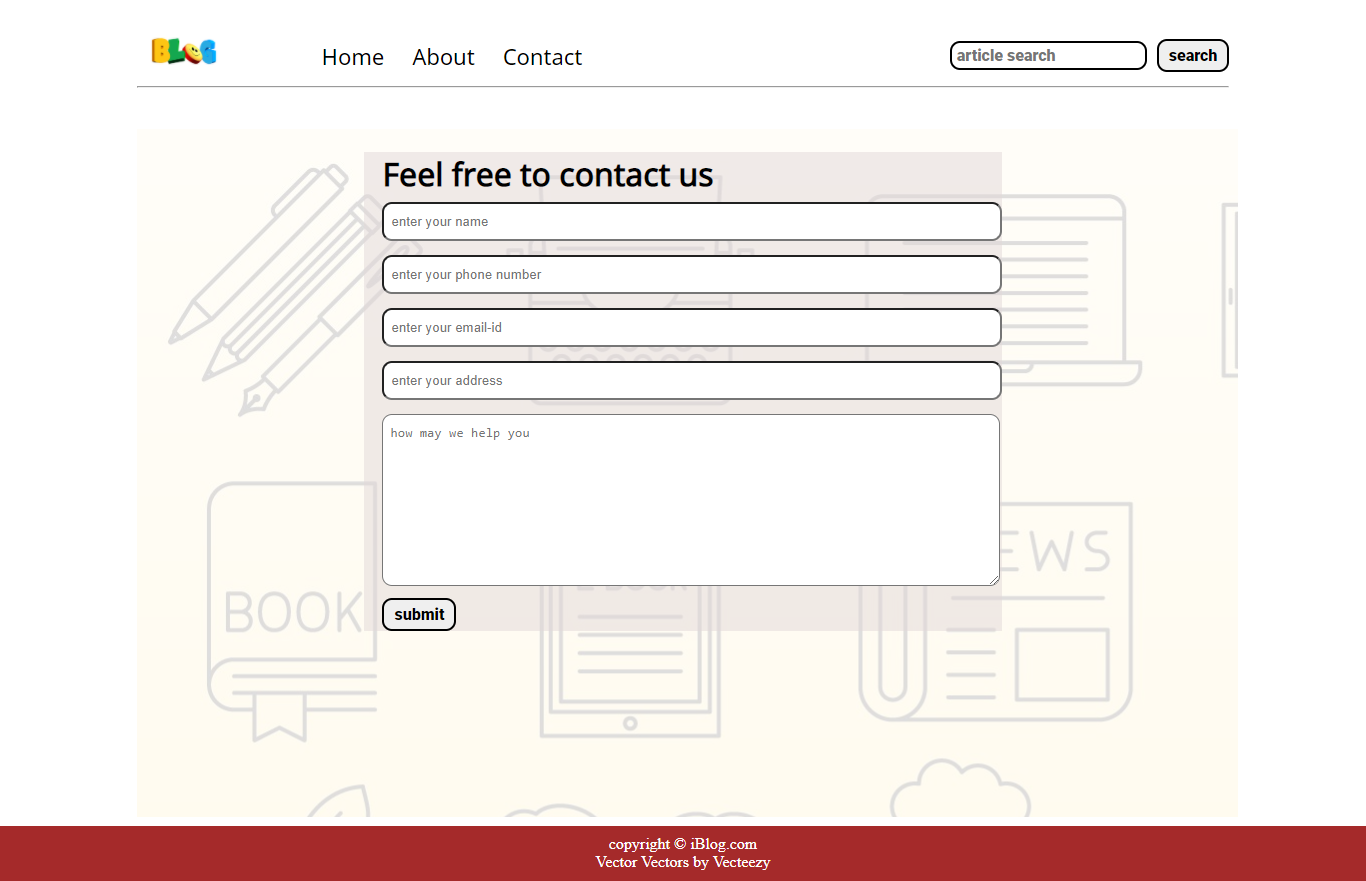 BLOG
Home About Contact
article search search
Feel free to contact us
enter your name
enter your phone number
enter your email-id
enter your address
how may we help you
EWS
BOOK
BOOK
submit
copyright © iBlog.com
Vector Vectors by Vecteezy